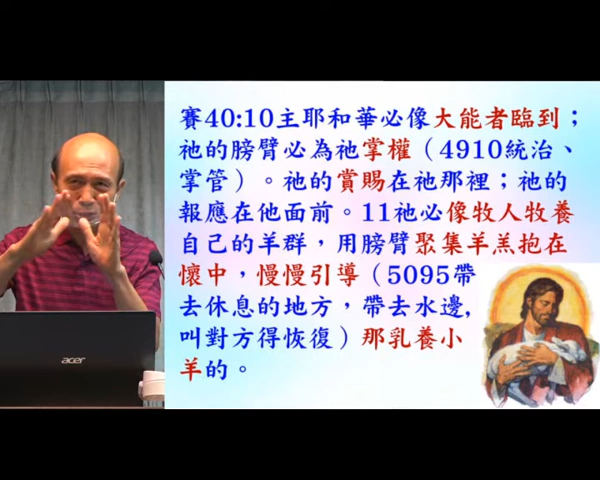 賽40:10主耶和華必像大能者臨到；
祂的膀臂必為祂掌權（4910統治、
掌管）。祂的賞賜在祂那裡；祂的
報應在他面前。11祂必像牧人牧養
自己的羊群，用膀臂聚集羊羔抱在
懷中，慢慢引導（5095帶
去休息的地方，帶去水邊,
叫對方得恢復）那乳養小
羊的。
acer